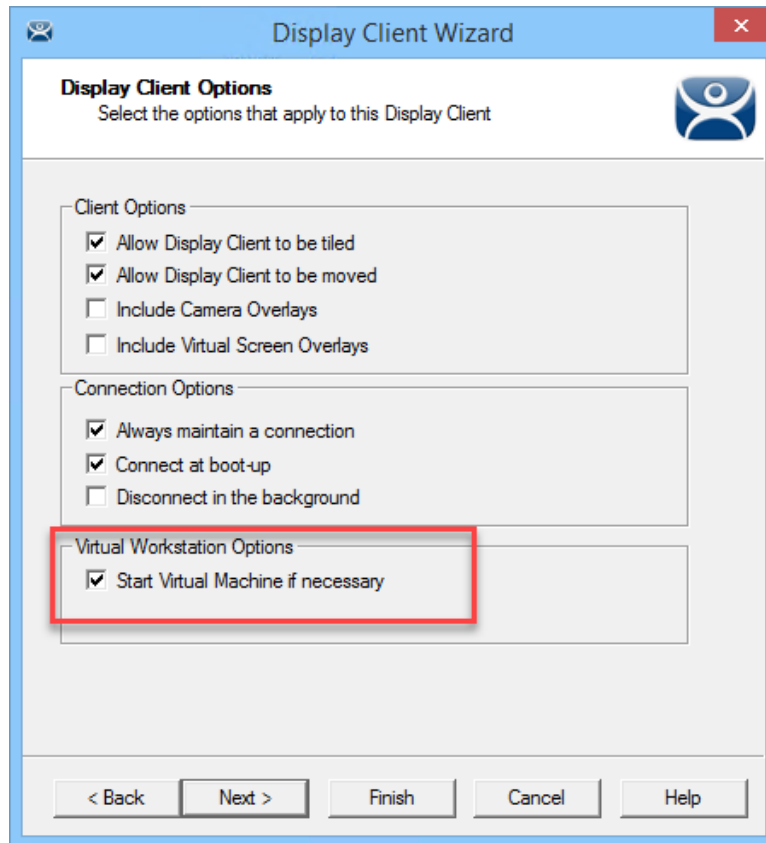 Display Client Wizard
Display Client Options
Select the options that apply to this Display Client
Client Options
Allow Display Client to be tiled
Allow Display Client to be moved
Include Camera Overlays
Include Virtual Screen Overlays
Connection Options
Always maintain a connection
Connect at boot-up
Disconnect in the background
Virtual Workstation Options
Start Virtual Machine if necessary
< Back Next > Finish Cancel Help